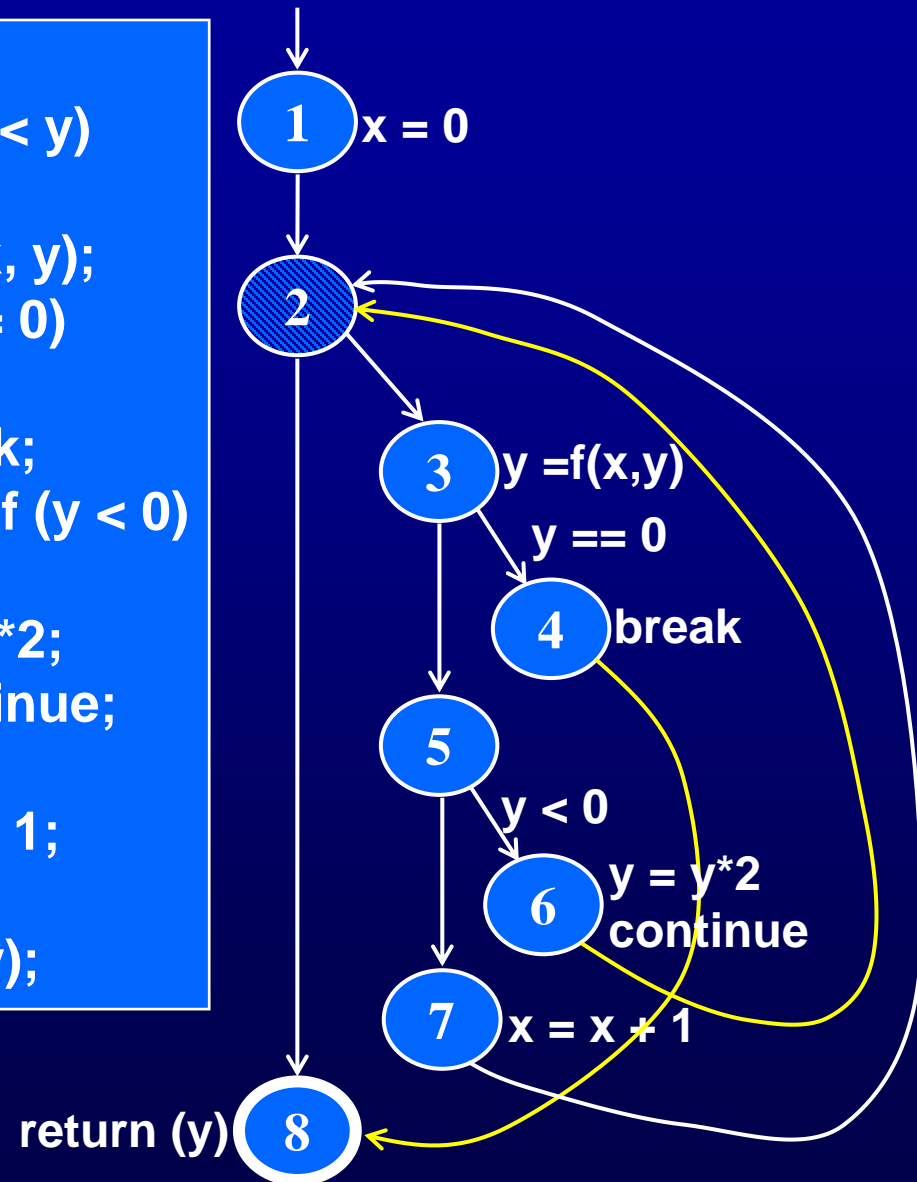 < y)
, y);
= 0)
k;
f (y < 0)
*2;
inue;
1;
);
1
x = 0
2
3
y =f(x,y)
y == 0
4
break
5
y < 0
6
y = y*2
continue
7
x = x + 1
return (y)
8